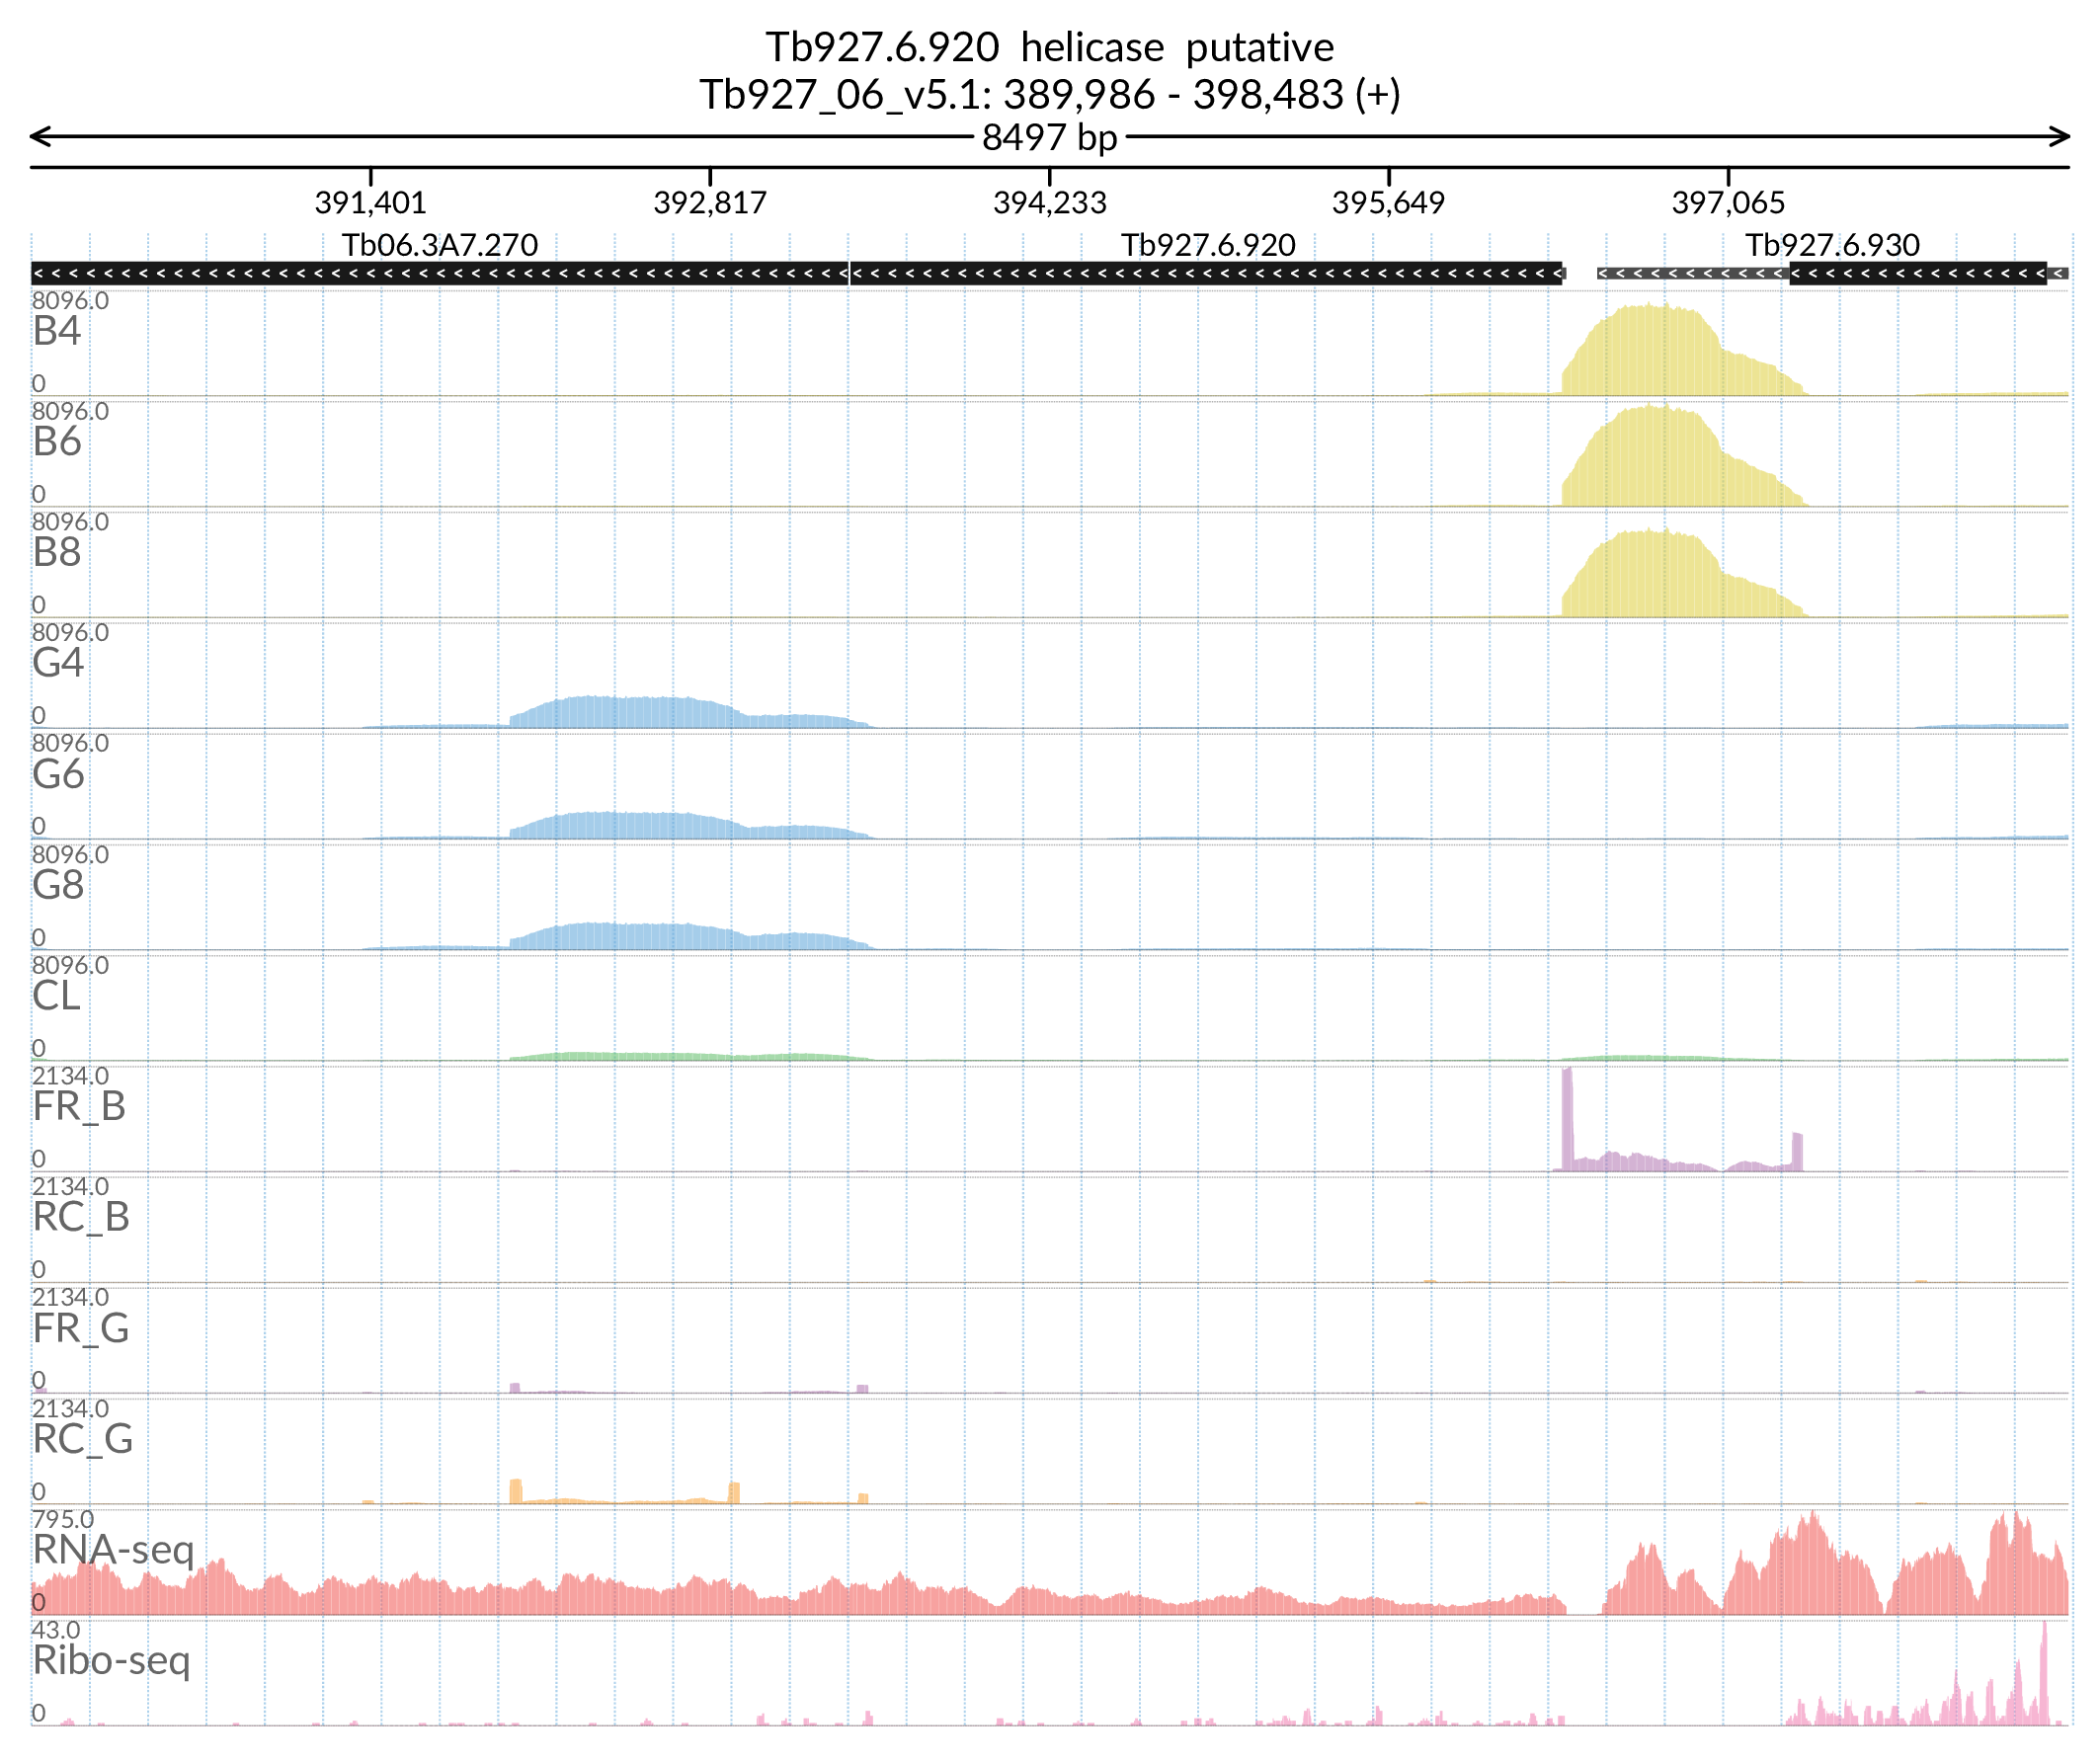 Tb927.6.920 helicase putative
Tb927_06_v5.1: 389,986 - 398,483 (+)
8497 bp
391,401 392,817 394,233 395,649 397,065
Tb06.3A7.270 Tb927.6.920 Tb927.6.930
8096.0
B4
0
8096.0
B6
0
8096.0
B8
0
8096.0
G4
0
8096.0
G6
0
8096.0
G8
0
8096.0
CL
0
2134.0
FR_B
0
2134.0
RC_B
0
2134.0
FR_G
0
2134.0
RC_G
0
795.0
RNA-seq
0
43.0
Ribo-seq
0